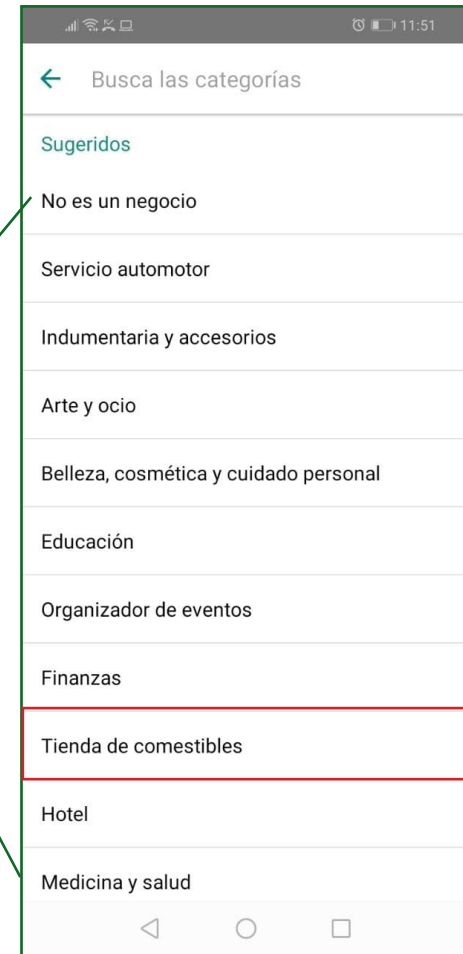 11:51
Busca las categorías
Sugeridos
No es un negocio
Servicio automotor
Indumentaria y accesorios
Arte y ocio
Belleza, cosmética y cuidado personal
Educación
Organizador de eventos
Finanzas
Tienda de comestibles
Hotel
Medicina y salud